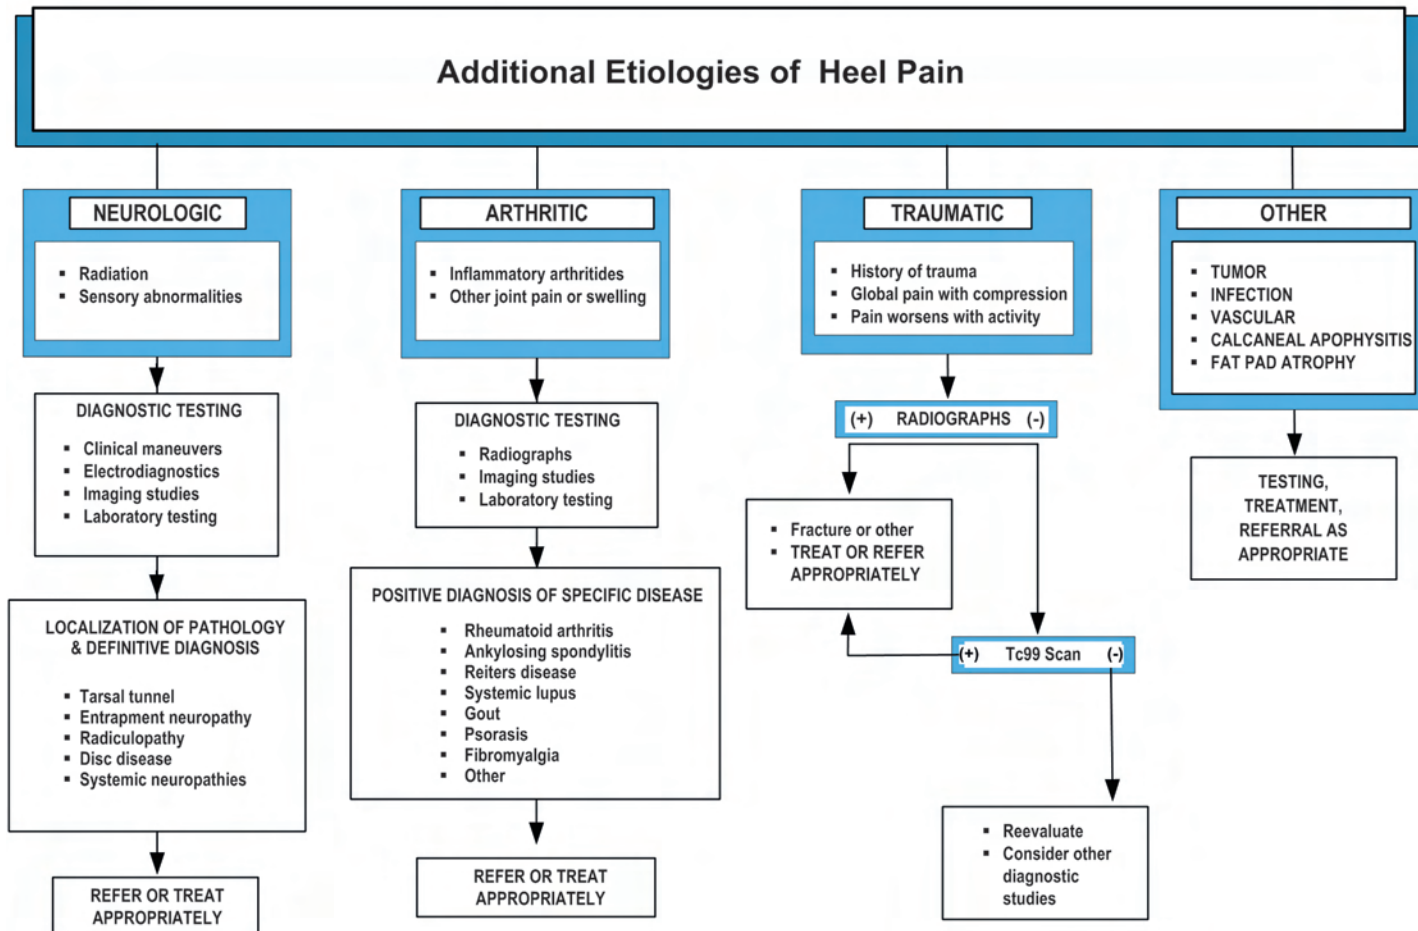 Additional Etiologies of Heel Pain
NEUROLOGIC
▪ Radiation
▪ Sensory abnormalities
DIAGNOSTIC TESTING
▪ Clinical maneuvers
▪ Electrodiagnostics
▪ Imaging studies
▪ Laboratory testing
LOCALIZATION OF PATHOLOGY
& DEFINITIVE DIAGNOSIS
▪ Tarsal tunnel
▪ Entrapment neuropathy
▪ Radiculopathy
▪ Disc disease
▪ Systemic neuropathies
REFER OR TREAT
APPROPRIATELY
ARTHRITIC
▪ Inflammatory arthritides
▪ Other joint pain or swelling
DIAGNOSTIC TESTING
▪ Radiographs
▪ Imaging studies
▪ Laboratory testing
POSITIVE DIAGNOSIS OF SPECIFIC DISEASE
▪ Rheumatoid arthritis
▪ Ankylosing spondylitis
▪ Reiters disease
▪ Systemic lupus
▪ Gout
▪ Psorasis
▪ Fibromyalgia
▪ Other
REFER OR TREAT
APPROPRIATELY
TRAUMATIC
▪ History of trauma
▪ Global pain with compression
▪ Pain worsens with activity
(+) RADIOGRAPHS (-)
▪ Fracture or other
▪ TREAT OR REFER
APPROPRIATELY
(+) Tc99 Scan (-)
▪ Reevaluate
▪ Consider other
diagnostic
studies
OTHER
▪ TUMOR
▪ INFECTION
▪ VASCULAR
▪ CALCANEAL APOPHYSITIS
▪ FAT PAD ATROPHY
TESTING,
TREATMENT,
REFERRAL AS
APPROPRIATE